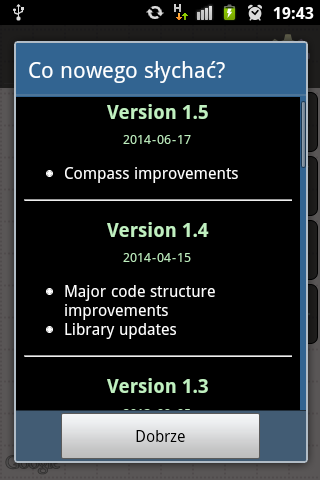 19:43
Co nowego słychać?
Version 1.5
2014-06-17
Compass improvements
Version 1.4
2014-04-15
Major code structure
improvements
Library updates
Version 1.3
Dobrze
Google